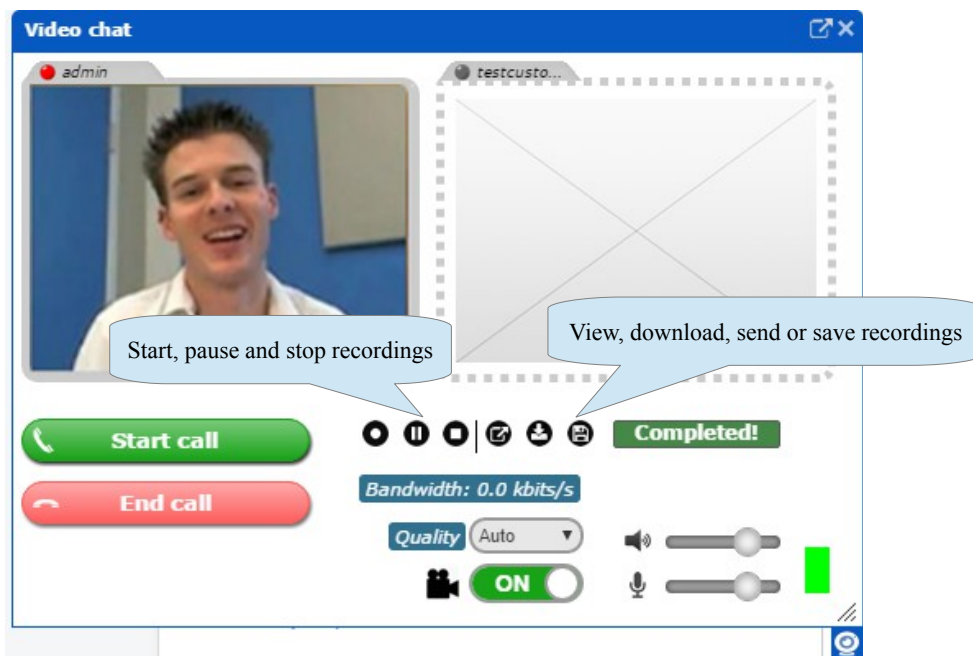 Video chat
admin
testcusto...
Start, pause and stop recordings
View, download, send or save recordings
Start call
Completed!
Bandwidth: 0.0 kbits/s
End call
Quality Auto
ON